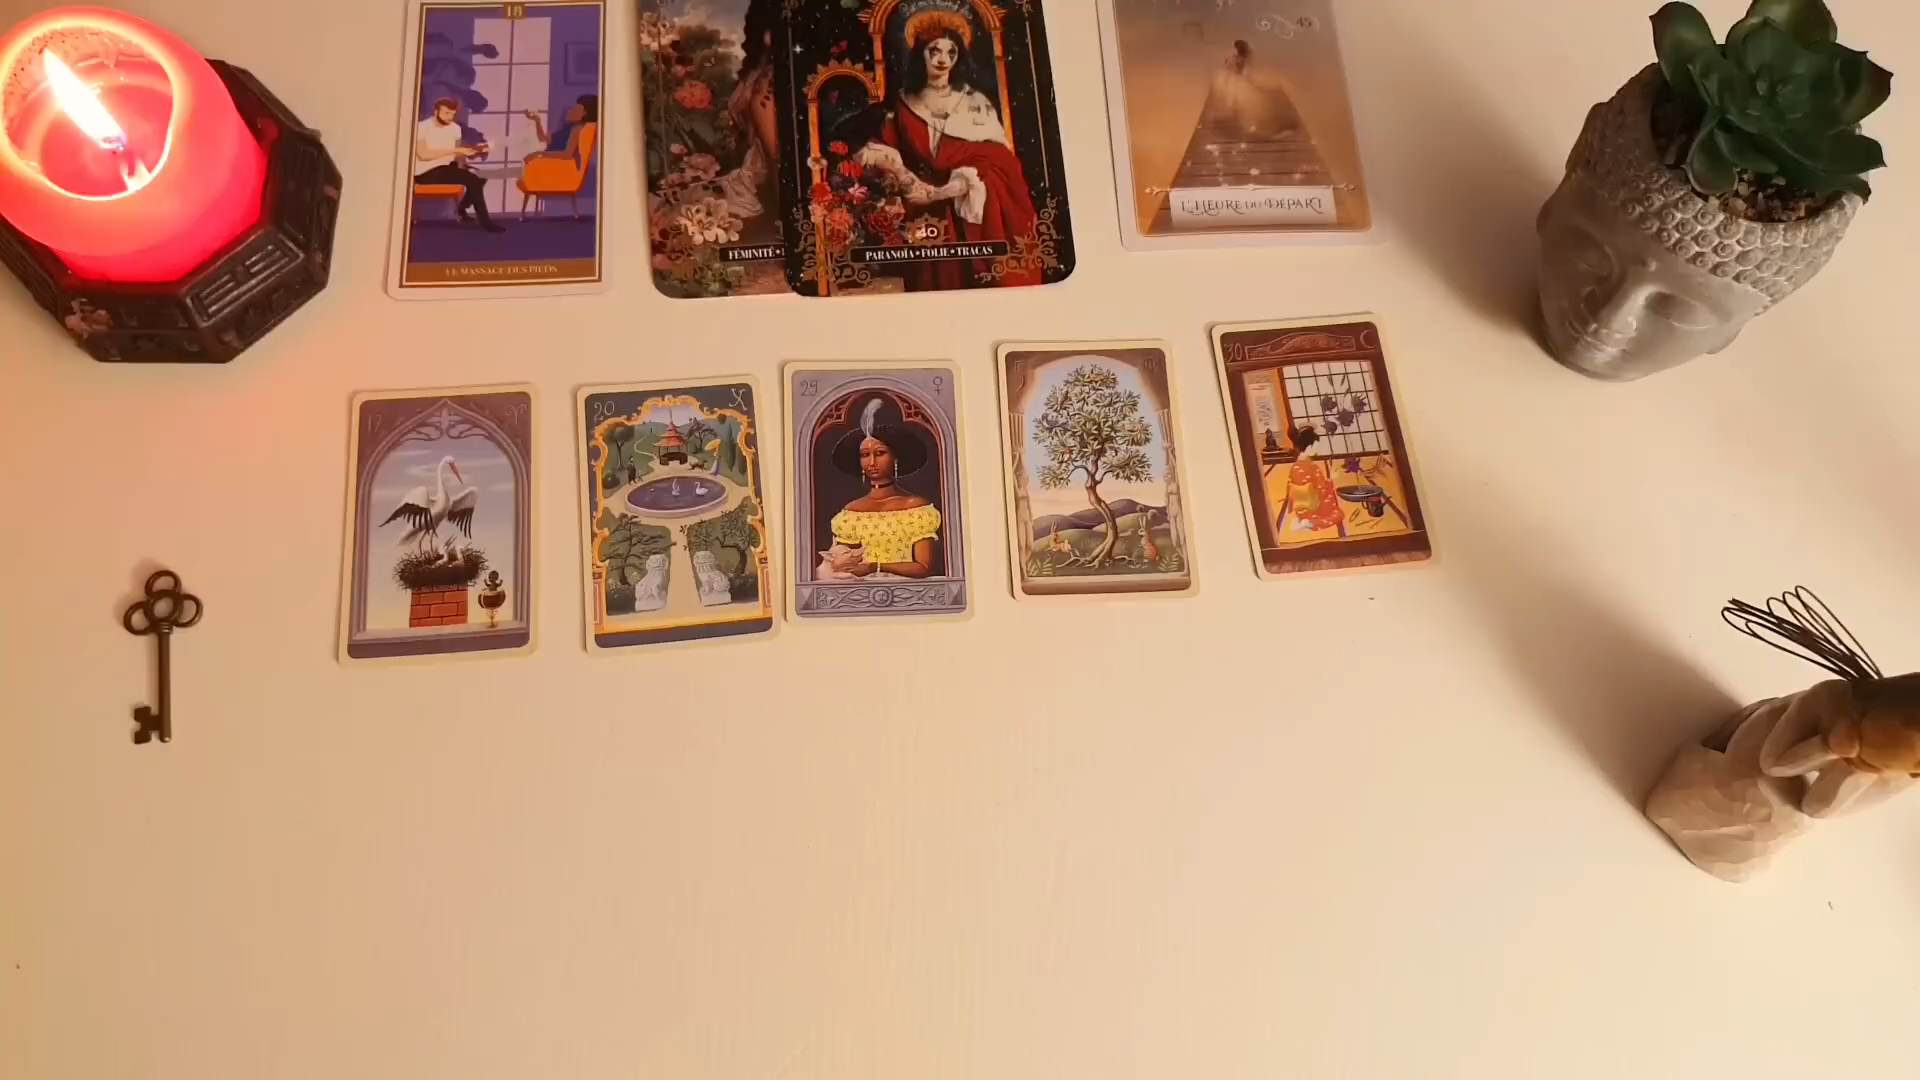 18
LE MASSAGE DES PIEDS
FÉMINITÉ
40
PARANOÏA•FOLIE•TRACAS
45
L'HEURE DU DÉPART
17
20
29
30